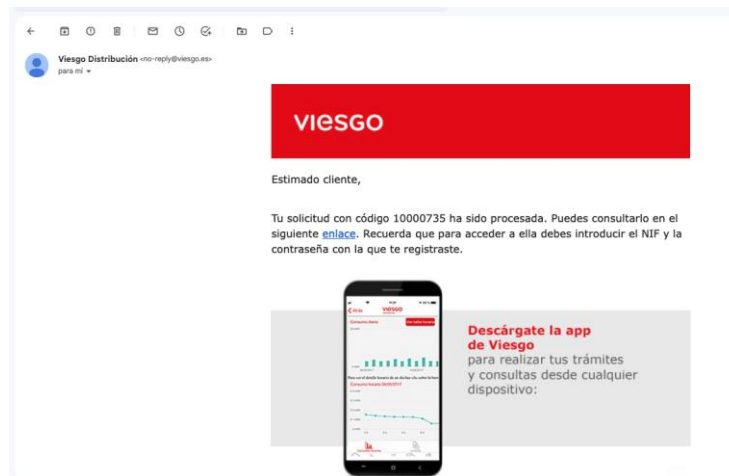 Viesgo Distribución <no-reply@viesgo.es>
para mí
viesgo
Estimado cliente,
Tu solicitud con código 10000735 ha sido procesada. Puedes consultarlo en el
siguiente enlace. Recuerda que para acceder a ella debes introducir el NIF y la
contraseña con la que te registraste.
viesgo
Descárgate la app
de Viesgo
para realizar tus trámites
y consultas desde cualquier
dispositivo: